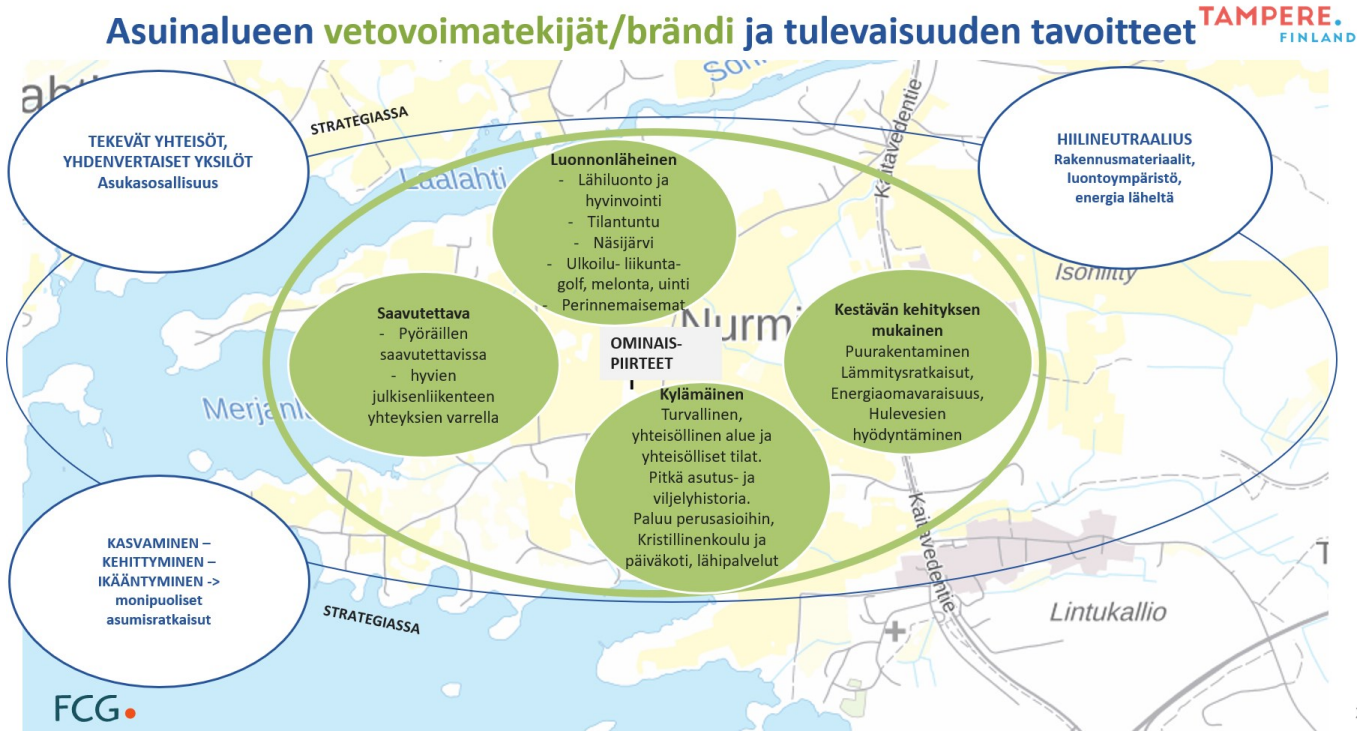 Asuinalueen vetovoimatekijät/brändi ja tulevaisuuden tavoitteet
TAMPERE.
FINLAND
TEKEVÄT YHTEISÖT,
YHDENVERTAISET YKSILÖT
Asukasosallisuus
STRATEGIASSA
HIILINEUTRAALIUS
Rakennusmateriaalit,
luontoympäristö,
energia läheltä
Luonnonläheinen
- Lähiluonto ja
hyvinvointi
- Tilantuntu
- Näsijärvi
- Ulkoilu- liikunta-
golf, melonta, uinti
- Perinnemaisemat
Laalahti
Kaitavedentie
Isoniitty
Saavutettava
- Pyöräillen
saavutettavissa
- hyvien
julkisenliikenteen
yhteyksien varrella
OMINAIS-
PIIRTEET
Kestävän kehityksen
mukainen
Puurakentaminen
Lämmitysratkaisut,
Energiaomavaraisuus,
Hulevesien
hyödyntäminen
Kylämäinen
Turvallinen,
yhteisöllinen alue ja
yhteisölliset tilat.
Pitkä asutus- ja
viljelyhistoria.
Paluu perusasioihin,
Kristillinenkoulu ja
päiväkoti, lähipalvelut
Kaitavedentie
Lintukallio
KASVAMINEN –
KEHITTYMINEN –
IKÄÄNTYMINEN ->
monipuoliset
asumisratkaisut
STRATEGIASSA
FCG